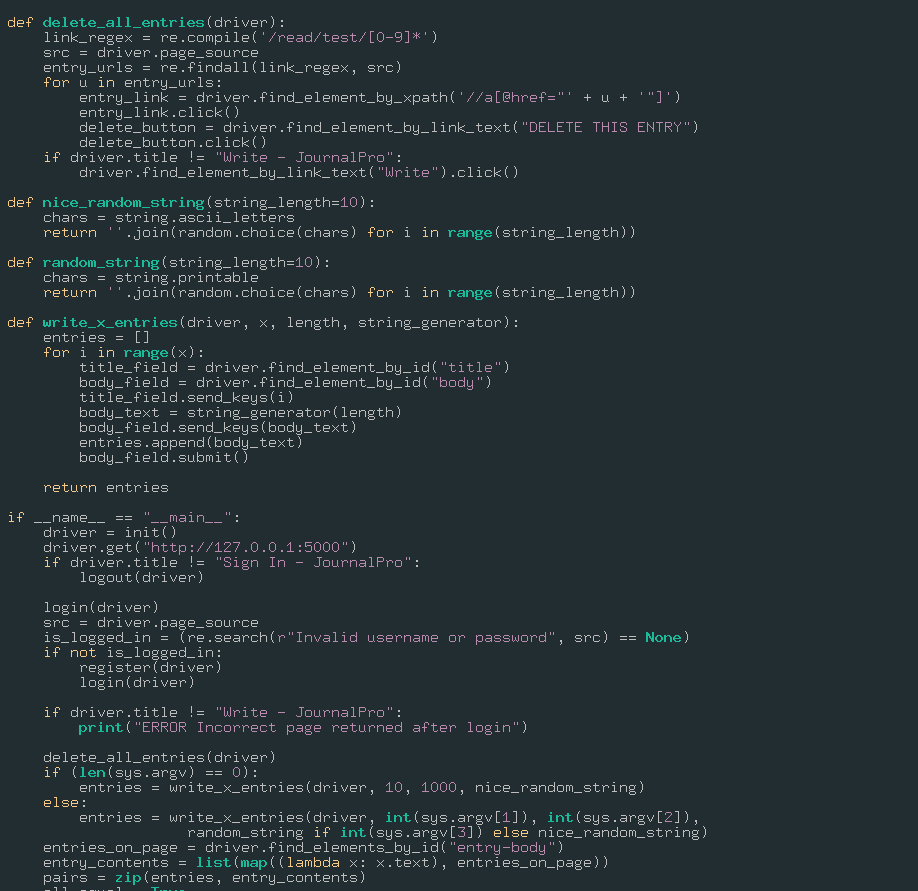 def delete_all_entries(driver):
    link_regex = re.compile('/read/test/[0-9]*')
    src = driver.page_source
    entry_urls = re.findall(link_regex, src)
    for u in entry_urls:
        entry_link = driver.find_element_by_xpath('//a[@href="' + u + '"]')
        entry_link.click()
        delete_button = driver.find_element_by_link_text("DELETE THIS ENTRY")
        delete_button.click()
    if driver.title != "Write - JournalPro":
        driver.find_element_by_link_text("Write").click()

def nice_random_string(string_length=10):
    chars = string.ascii_letters
    return ''.join(random.choice(chars) for i in range(string_length))

def random_string(string_length=10):
    chars = string.printable
    return ''.join(random.choice(chars) for i in range(string_length))

def write_x_entries(driver, x, length, string_generator):
    entries = []
    for i in range(x):
        title_field = driver.find_element_by_id("title")
        body_field = driver.find_element_by_id("body")
        title_field.send_keys(i)
        body_text = string_generator(length)
        body_field.send_keys(body_text)
        entries.append(body_text)
        body_field.submit()

    return entries

if __name__ == "__main__":
    driver = init()
    driver.get("http://127.0.0.1:5000")
    if driver.title != "Sign In - JournalPro":
        logout(driver)

    login(driver)
    src = driver.page_source
    is_logged_in = (re.search(r"Invalid username or password", src) == None)
    if not is_logged_in:
        register(driver)
        login(driver)

    if driver.title != "Write - JournalPro":
        print("ERROR Incorrect page returned after login")

    delete_all_entries(driver)
    if (len(sys.argv) == 0):
        entries = write_x_entries(driver, 10, 1000, nice_random_string)
    else:
        entries = write_x_entries(driver, int(sys.argv[1]), int(sys.argv[2]),
                    random_string if int(sys.argv[3]) else nice_random_string)
    entries_on_page = driver.find_elements_by_id("entry-body")
    entry_contents = list(map((lambda x: x.text), entries_on_page))
    pairs = zip(entries, entry_contents)